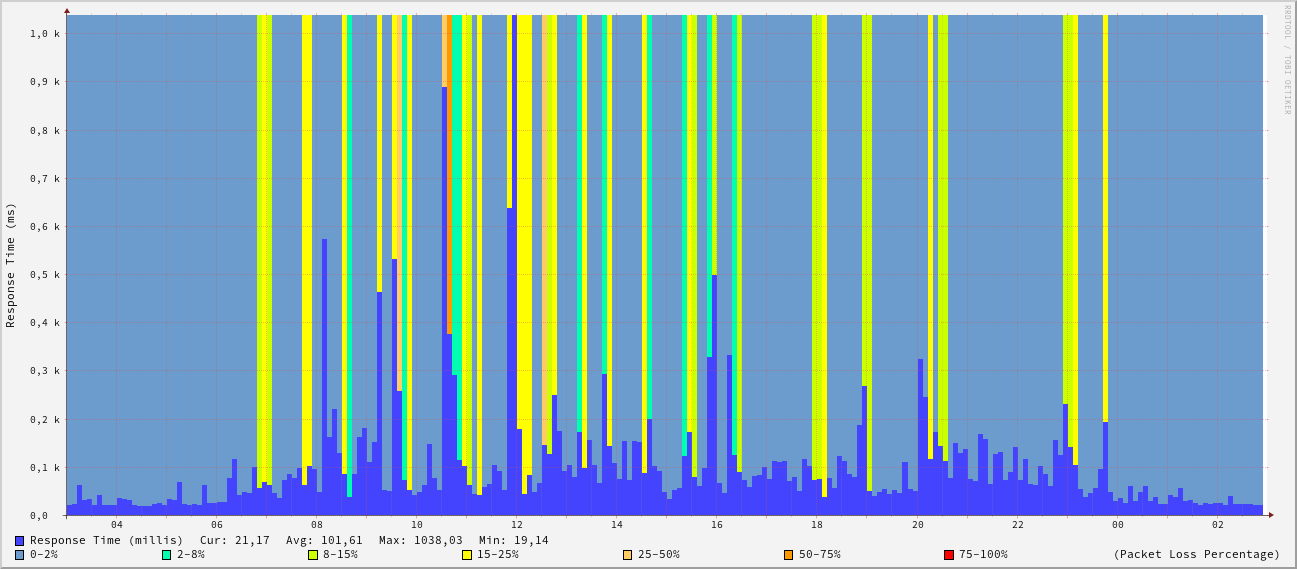 RRDTOOL / TOBI OETIKER
Response Time (ms)
1,0 k
0,9 k
0,8 k
0,7 k
0,6 k
0,5 k
0,4 k
0,3 k
0,2 k
0,1 k
0,0
04 06 08 10 12 14 16 18 20 22 00 02
Response Time (millis) Cur: 21,17 Avg: 101,61 Max: 1038,03 Min: 19,14
0-2% 2-8% 8-15% 15-25% 25-50% 50-75% 75-100% (Packet Loss Percentage)